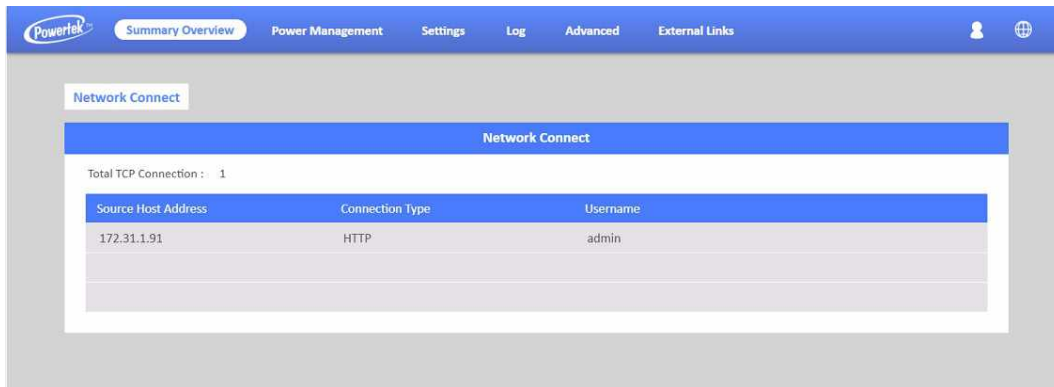 Powertek™ Summary Overview Power Management Settings Log Advanced External Links
Network Connect
Network Connect
Total TCP Connection : 1
Source Host Address Connection Type Username
172.31.1.91 HTTP admin